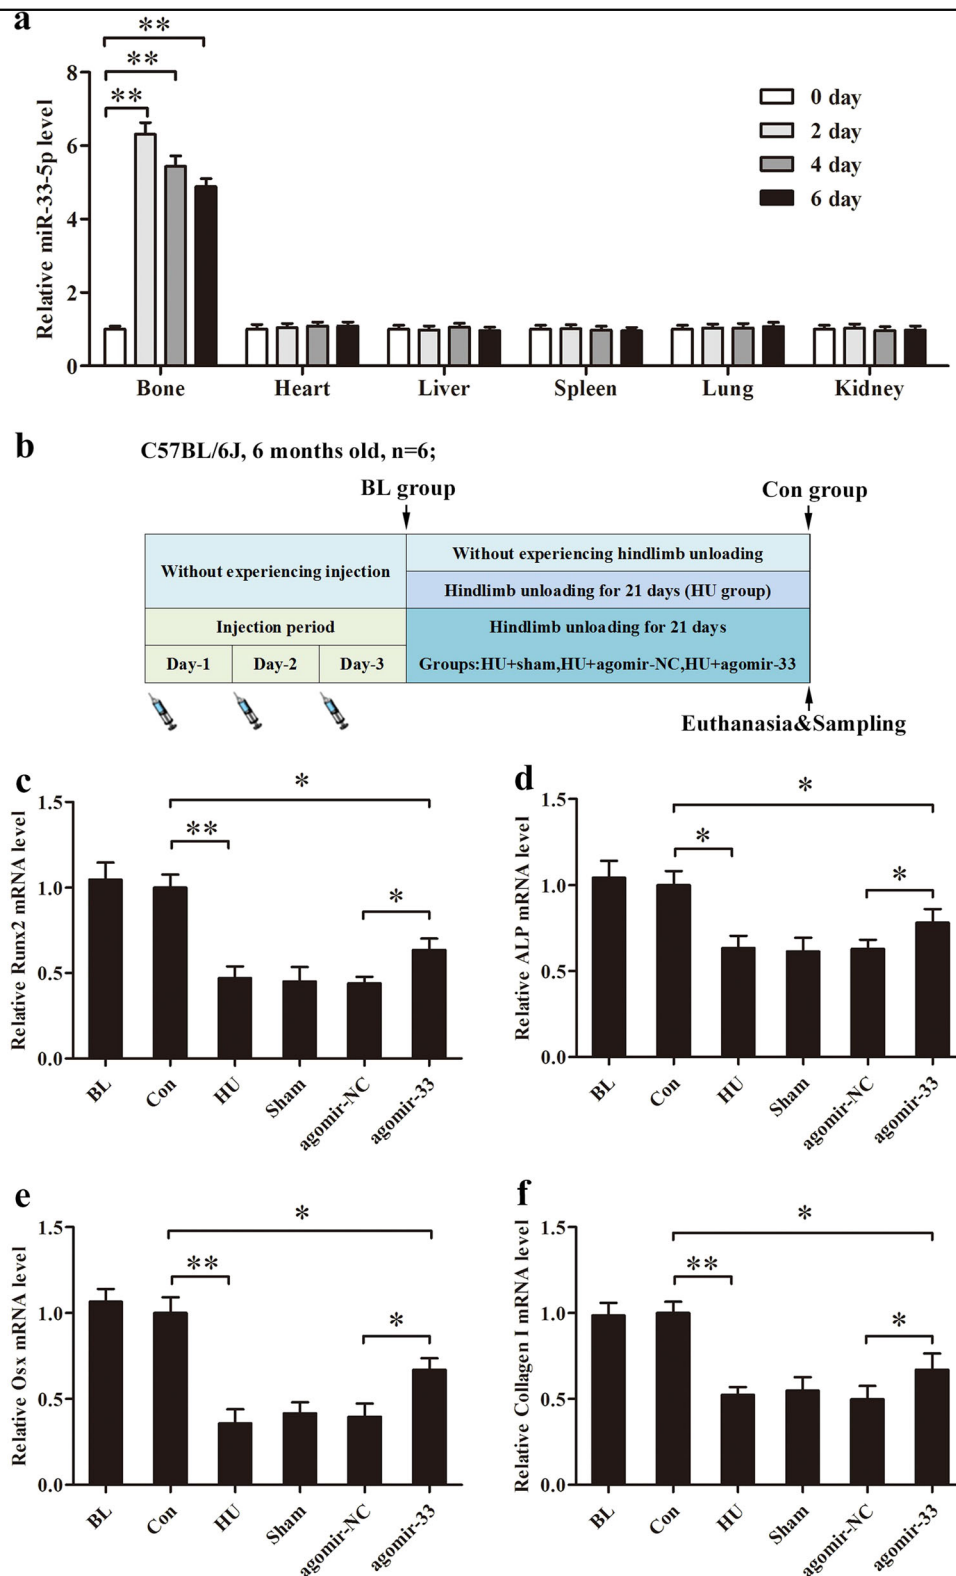 a
**
**
**
8
6
4
2
0
Relative miR-33-5p level
0 day
2 day
4 day
6 day
Bone Heart Liver Spleen Lung Kidney
b
C57BL/6J, 6 months old, n=6;
BL group
Con group
Without experiencing injection
Without experiencing hindlimb unloading
Hindlimb unloading for 21 days (HU group)
Injection period
Hindlimb unloading for 21 days
Day-1 Day-2 Day-3
Groups:HU+sham,HU+agomir-NC,HU+agomir-33
Euthanasia&Sampling
c
*
**
*
1.5
1.0
0.5
0.0
Relative Runx2 mRNA level
BL Con HU Sham agomir-NC agomir-33
d
*
*
*
1.5
1.0
0.5
0.0
Relative ALP mRNA level
BL Con HU Sham agomir-NC agomir-33
e
*
**
*
1.5
1.0
0.5
0.0
Relative Osx mRNA level
BL Con HU Sham agomir-NC agomir-33
f
*
**
*
1.5
1.0
0.5
0.0
Relative Collagen I mRNA level
BL Con HU Sham agomir-NC agomir-33